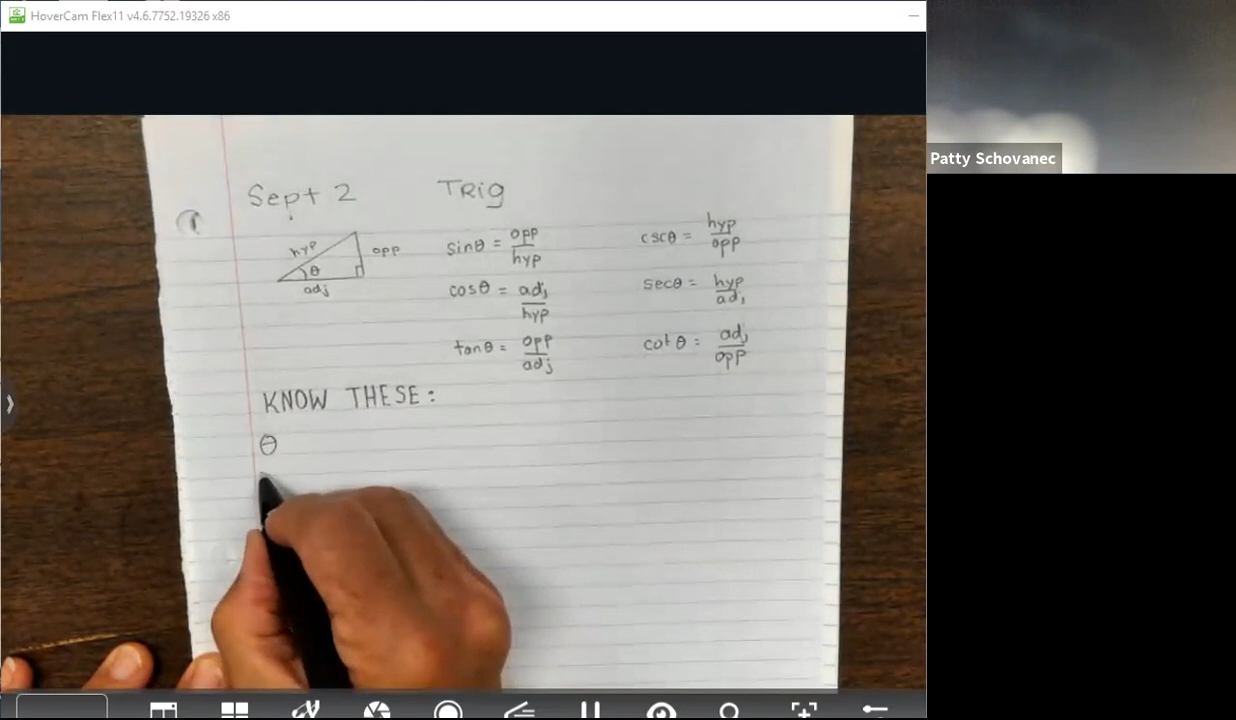 HoverCam Flex11 v4.6.7752.19326 x86
Patty Schovanec
Sept 2 Trig
1
hyp
opp
θ
adj
sinθ = opp/hyp
cscθ = hyp/opp
cosθ = adj/hyp
secθ = hyp/adj
tanθ = opp/adj
cotθ = adj/opp
KNOW THESE:
θ